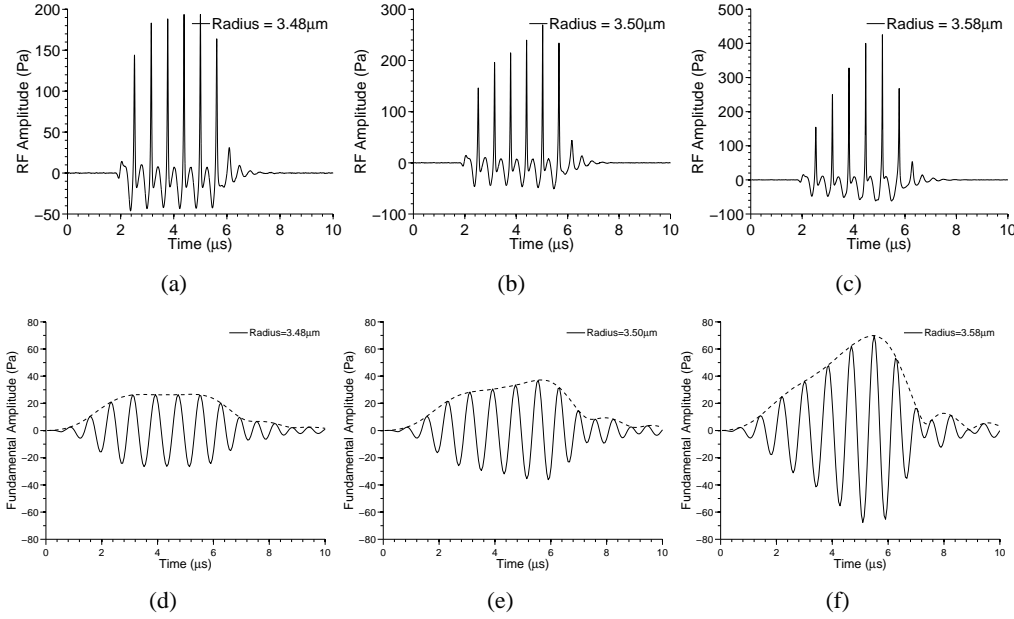 200
150
100
50
0
−50
RF Amplitude (Pa)
Radius = 3.48μm
0 2 4 6 8 10
Time (μs)
(a)
300
200
100
0
−100
RF Amplitude (Pa)
Radius = 3.50μm
0 2 4 6 8 10
Time (μs)
(b)
500
400
300
200
100
0
−100
RF Amplitude (Pa)
Radius = 3.58μm
0 2 4 6 8 10
Time (μs)
(c)
80
60
40
20
0
−20
−40
−60
−80
Fundamental Amplitude (Pa)
Radius=3.48μm
0 2 4 6 8 10
Time (μs)
(d)
80
60
40
20
0
−20
−40
−60
−80
Fundamental Amplitude (Pa)
Radius=3.50μm
0 2 4 6 8 10
Time (μs)
(e)
80
60
40
20
0
−20
−40
−60
−80
Fundamental Amplitude (Pa)
Radius=3.58μm
0 2 4 6 8 10
Time (μs)
(f)